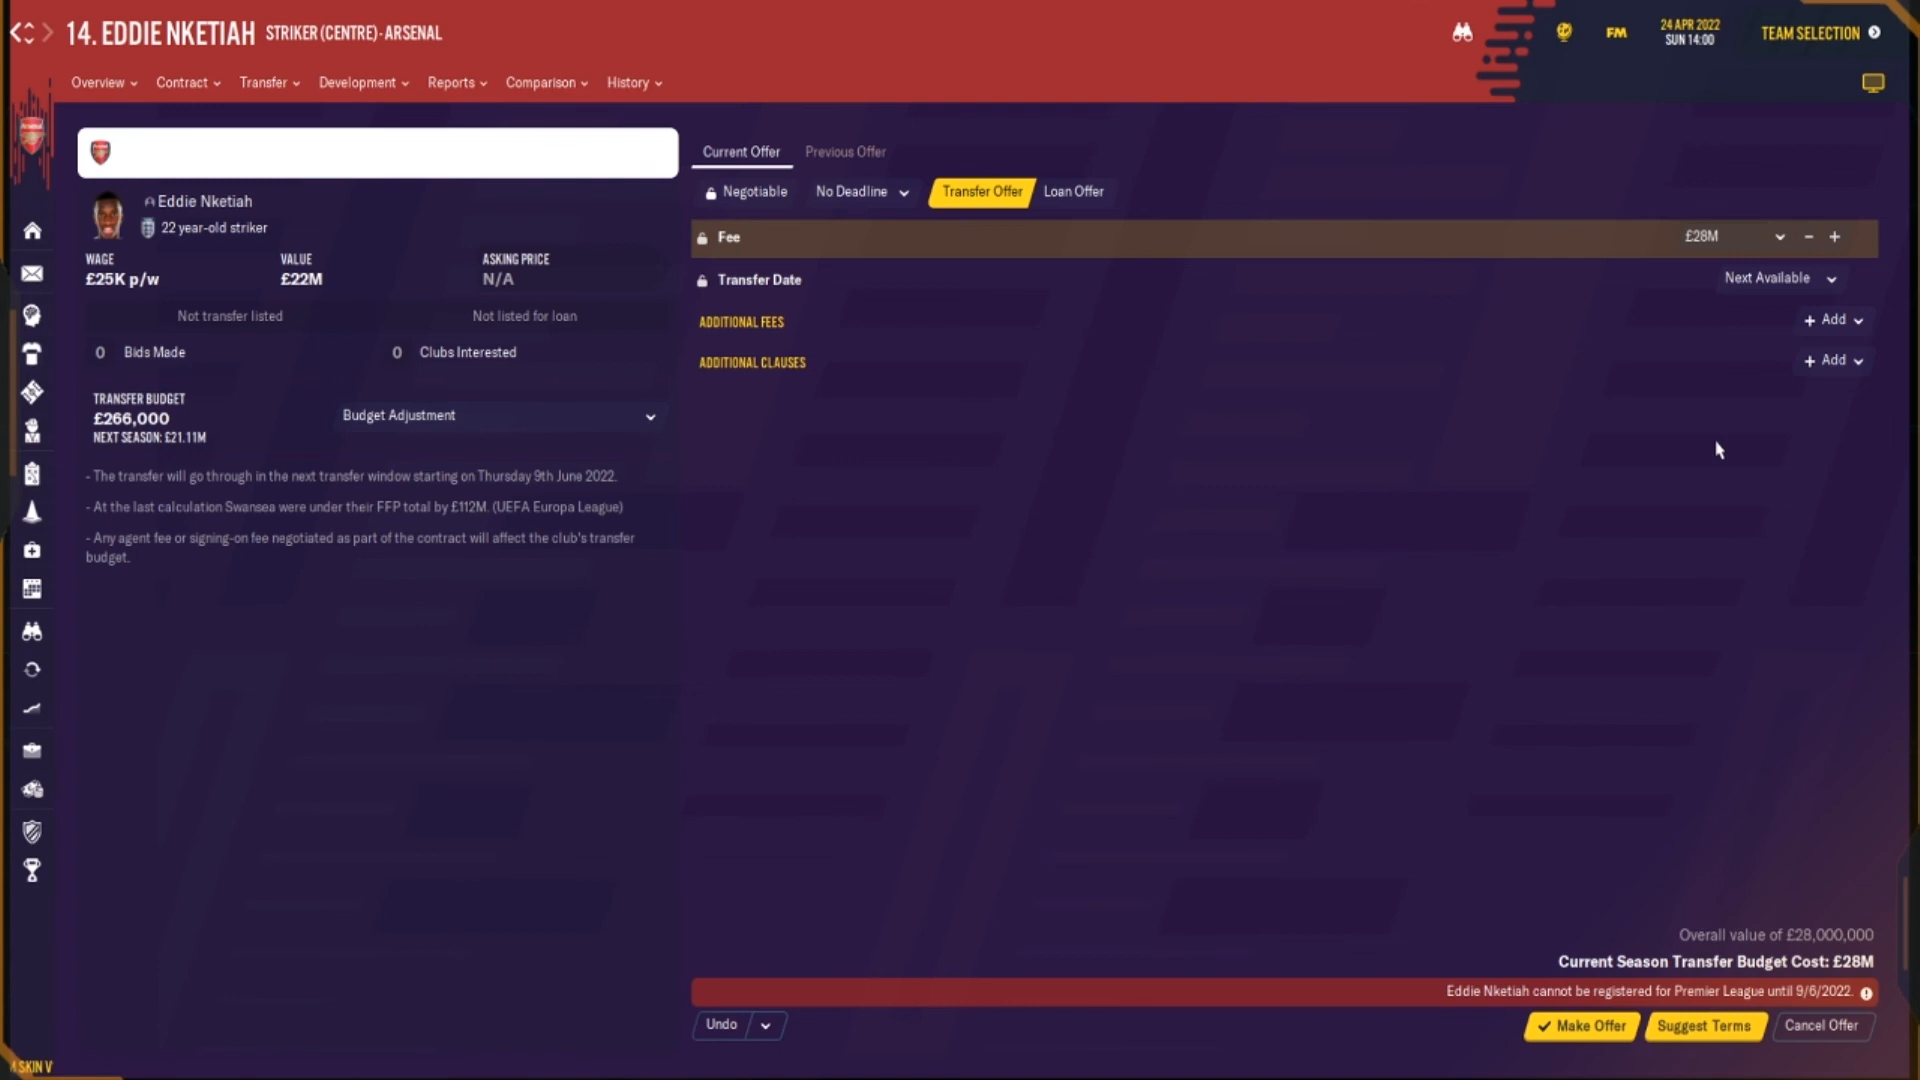 14. EDDIE NKETIAH STRIKER (CENTRE) - ARSENAL
FM
24 APR 2022
SUN 14:00
TEAM SELECTION
Overview
Contract
Transfer
Development
Reports
Comparison
History
Arsenal
Eddie Nketiah
22 year-old striker
WAGE
£25K p/w
VALUE
£22M
ASKING PRICE
N/A
Not transfer listed
Not listed for loan
0 Bids Made
0 Clubs Interested
TRANSFER BUDGET
£266,000
NEXT SEASON: £21.11M
Budget Adjustment
- The transfer will go through in the next transfer window starting on Thursday 9th June 2022.
- At the last calculation Swansea were under their FFP total by £112M. (UEFA Europa League)
- Any agent fee or signing-on fee negotiated as part of the contract will affect the club's transfer
budget.
Current Offer
Previous Offer
Negotiable
No Deadline
Transfer Offer
Loan Offer
Fee
£28M
Transfer Date
Next Available
ADDITIONAL FEES
+ Add
ADDITIONAL CLAUSES
+ Add
Overall value of £28,000,000
Current Season Transfer Budget Cost: £28M
Eddie Nketiah cannot be registered for Premier League until 9/6/2022.
Undo
Make Offer
Suggest Terms
Cancel Offer
SKIN V